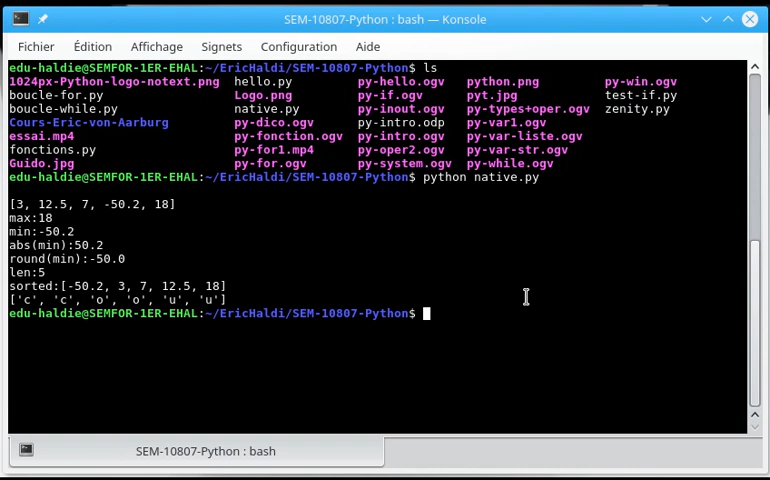 SEM-10807-Python : bash — Konsole
Fichier Édition Affichage Signets Configuration Aide
edu-haldie@SEMFOR-1ER-EHAL:~/EricHaldi/SEM-10807-Python$ ls
1024px-Python-logo-notext.png hello.py py-hello.ogv python.png py-win.ogv
boucle-for.py Logo.png py-if.ogv pyt.jpg test-if.py
boucle-while.py native.py py-inout.ogv py-types+oper.ogv zenity.py
Cours-Eric-von-Aarburg py-dico.ogv py-intro.odp py-var1.ogv
essai.mp4 py-fonction.ogv py-intro.ogv py-var-liste.ogv
fonctions.py py-for1.mp4 py-oper2.ogv py-var-str.ogv
Guido.jpg py-for.ogv py-system.ogv py-while.ogv
edu-haldie@SEMFOR-1ER-EHAL:~/EricHaldi/SEM-10807-Python$ python native.py
[3, 12.5, 7, -50.2, 18]
max:18
min:-50.2
abs(min):50.2
round(min):-50.0
len:5
sorted:[-50.2, 3, 7, 12.5, 18]
['c', 'c', 'o', 'o', 'u', 'u']
edu-haldie@SEMFOR-1ER-EHAL:~/EricHaldi/SEM-10807-Python$
SEM-10807-Python : bash